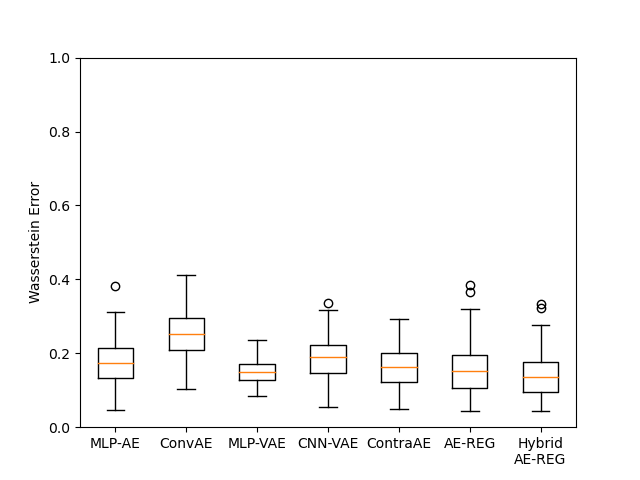 1.0
0.8
0.6
0.4
0.2
0.0
Wasserstein Error
MLP-AE ConvAE MLP-VAE CNN-VAE ContraAE AE-REG Hybrid
AE-REG